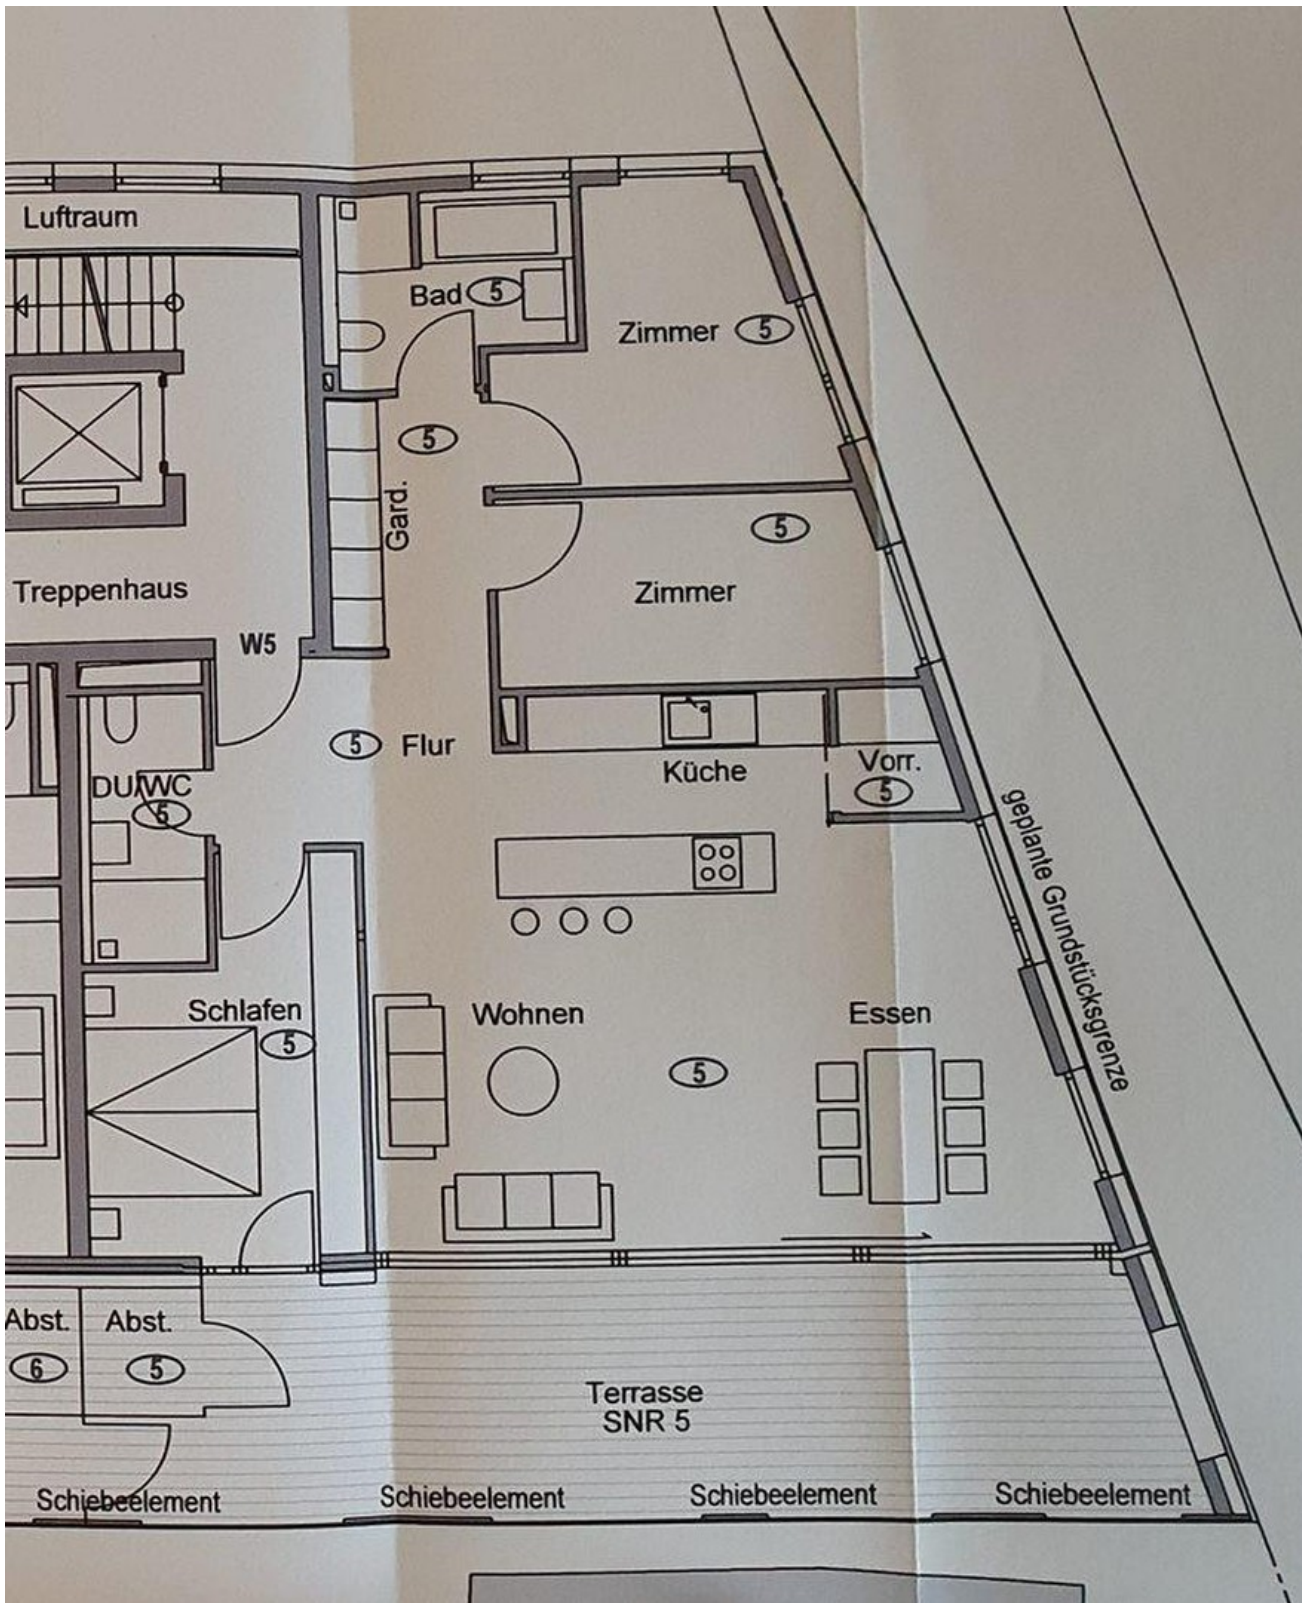 Luftraum
Bad 5
Zimmer 5
5
Gard.
5
Treppenhaus
Zimmer
W5
5 Flur
Küche
Vorr.
5
DU/WC
5
geplante Grundstücksgrenze
Schlafen
5
Wohnen
Essen
5
Abst.
6
Abst.
5
Terrasse
SNR 5
Schiebeelement
Schiebeelement
Schiebeelement
Schiebeelement